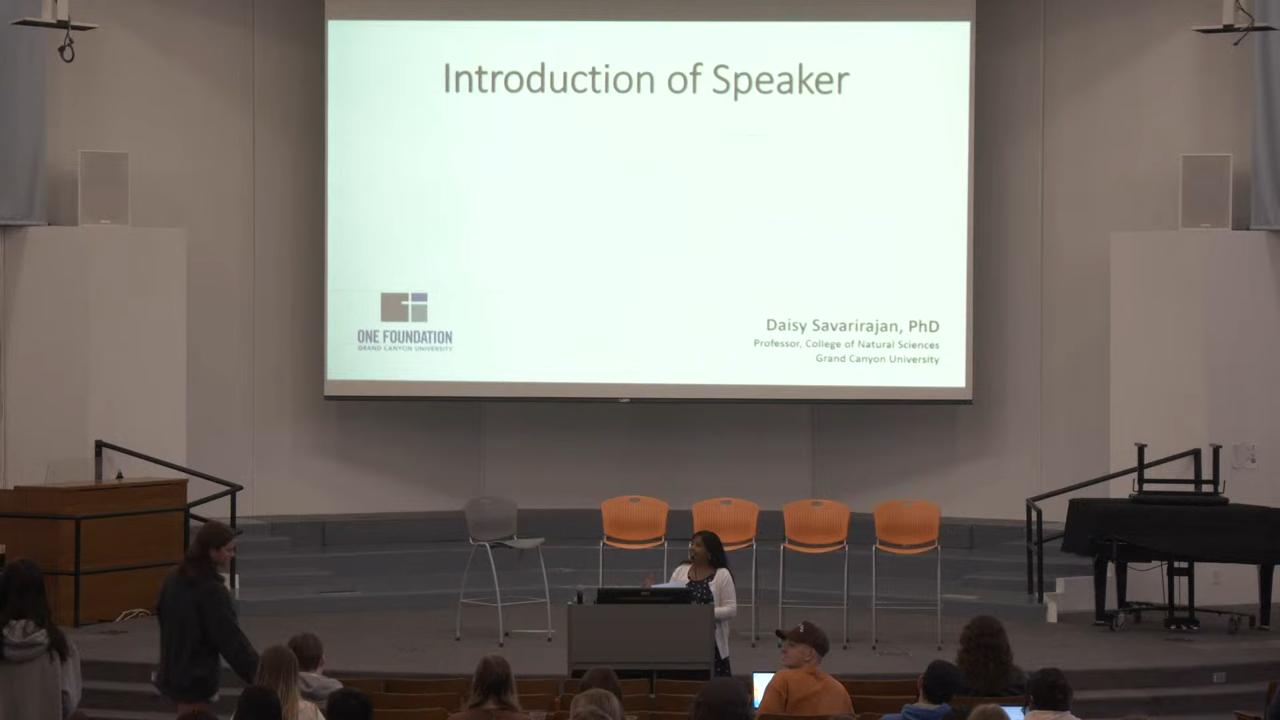 Introduction of Speaker
ONE FOUNDATION
GRAND CANYON UNIVERSITY
Daisy Savarirajan, PhD
Professor, College of Natural Sciences
Grand Canyon University